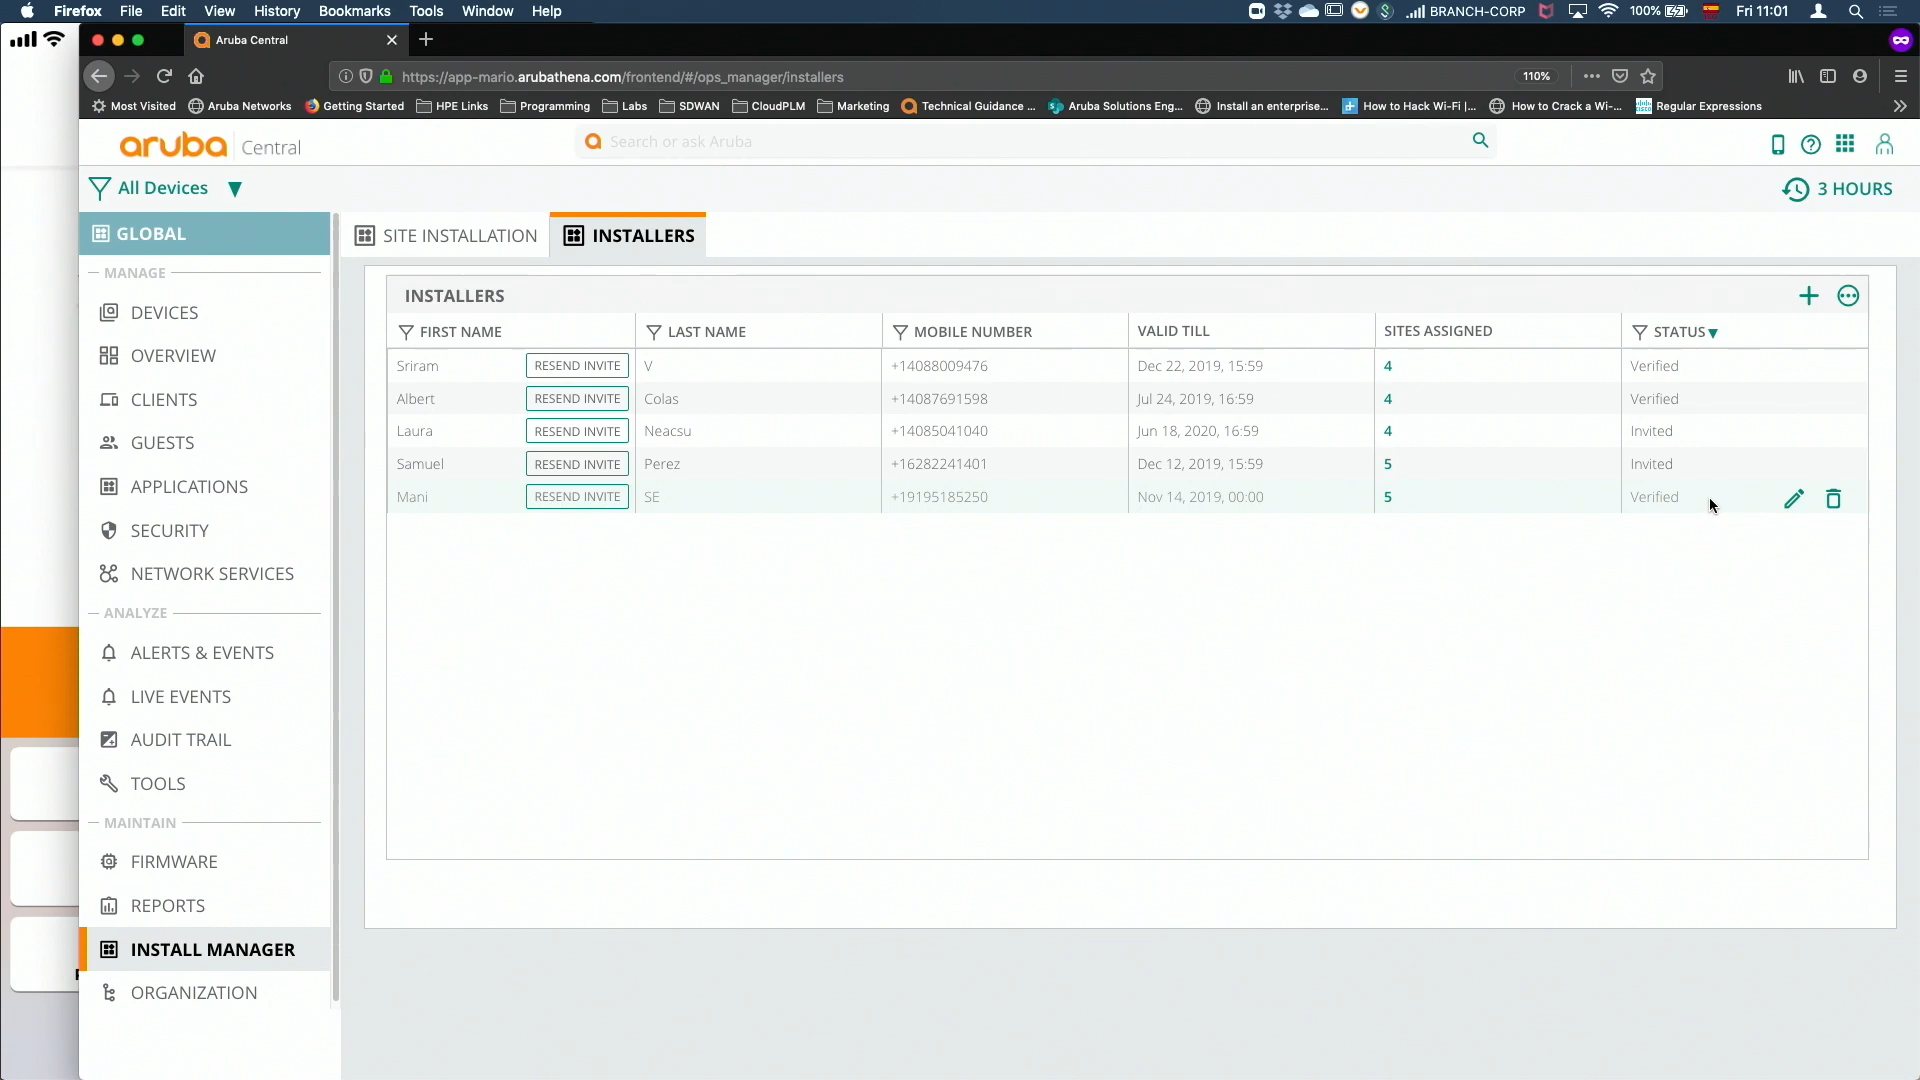 Firefox File Edit View History Bookmarks Tools Window Help BRANCH-CORP 100% Fri 11:01
Aruba Central
https://app-mario.arubathena.com/frontend/#/ops_manager/installers 110%
Most Visited Aruba Networks Getting Started HPE Links Programming Labs SDWAN CloudPLM Marketing Technical Guidance ... Aruba Solutions Eng... Install an enterprise... How to Hack Wi-Fi |... How to Crack a Wi-... Regular Expressions
aruba Central Search or ask Aruba
All Devices 3 HOURS
GLOBAL
MANAGE
DEVICES
OVERVIEW
CLIENTS
GUESTS
APPLICATIONS
SECURITY
NETWORK SERVICES
ANALYZE
ALERTS & EVENTS
LIVE EVENTS
AUDIT TRAIL
TOOLS
MAINTAIN
FIRMWARE
REPORTS
INSTALL MANAGER
ORGANIZATION
SITE INSTALLATION INSTALLERS
INSTALLERS
FIRST NAME LAST NAME MOBILE NUMBER VALID TILL SITES ASSIGNED STATUS
Sriram RESEND INVITE V +14088009476 Dec 22, 2019, 15:59 4 Verified
Albert RESEND INVITE Colas +14087691598 Jul 24, 2019, 16:59 4 Verified
Laura RESEND INVITE Neacsu +14085041040 Jun 18, 2020, 16:59 4 Invited
Samuel RESEND INVITE Perez +16282241401 Dec 12, 2019, 15:59 5 Invited
Mani RESEND INVITE SE +19195185250 Nov 14, 2019, 00:00 5 Verified